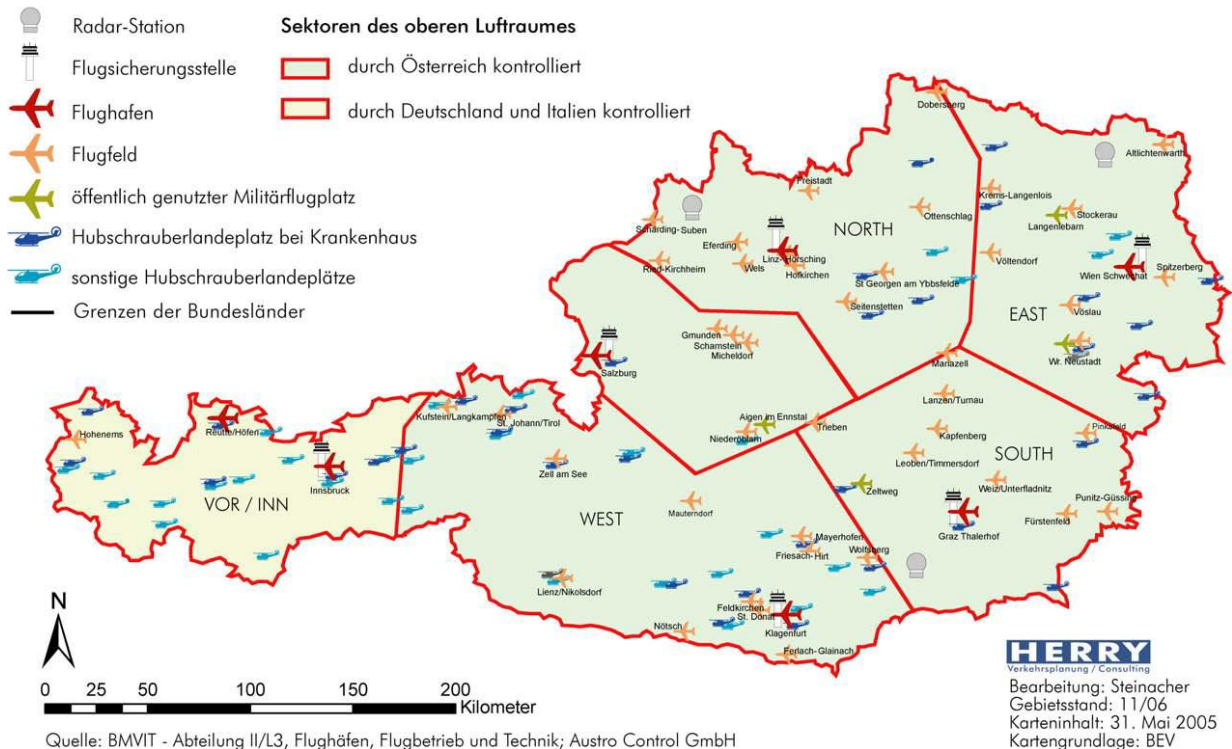 Radar-Station
Flugsicherungsstelle
Flughafen
Flugfeld
öffentlich genutzter Militärflugplatz
Hubschrauberlandeplatz bei Krankenhaus
sonstige Hubschrauberlandeplätze
Grenzen der Bundesländer
Sektoren des oberen Luftraumes
durch Österreich kontrolliert
durch Deutschland und Italien kontrolliert
Dobersberg
Altlichtenwarth
Freistadt
Krems-Langenlois
NORTH
Ottenschlag
Stockerau
Langenlebarn
Schärding-Suben
Eferding
Linz-Hörsching
Ried-Kirchheim
Wels
Hofkirchen
Völtendorf
Wien Schwechat
Spitzerberg
St Georgen am Ybbsfelde
Seitenstetten
EAST
Vöslau
Gmunden
Scharnstein
Micheldorf
Wr. Neustadt
Salzburg
Mariazell
Lanzen/Turnau
Kufstein/Langkampfen
St. Johann/Tirol
Aigen im Ennstal
Trieben
Niederöblarn
Kapfenberg
Pinkafeld
Hohenems
Reutte/Höfen
Leoben/Timmersdorf
SOUTH
Zell am See
Innsbruck
VOR / INN
Zeltweg
Weiz/Unterfladnitz
Punitz-Güssing
Mauterndorf
WEST
Fürstenfeld
Graz Thalerhof
Mayerhofen
Friesach-Hirt
Wolfsberg
Lienz/Nikolsdorf
Feldkirchen
St. Donat
Klagenfurt
Nötsch
Ferlach-Glainach
N
0 25 50 100 150 200
Kilometer
HERRY
Verkehrsplanung / Consulting
Bearbeitung: Steinacher
Gebietsstand: 11/06
Karteninhalt: 31. Mai 2005
Kartengrundlage: BEV
Quelle: BMVIT - Abteilung II/L3, Flughäfen, Flugbetrieb und Technik; Austro Control GmbH